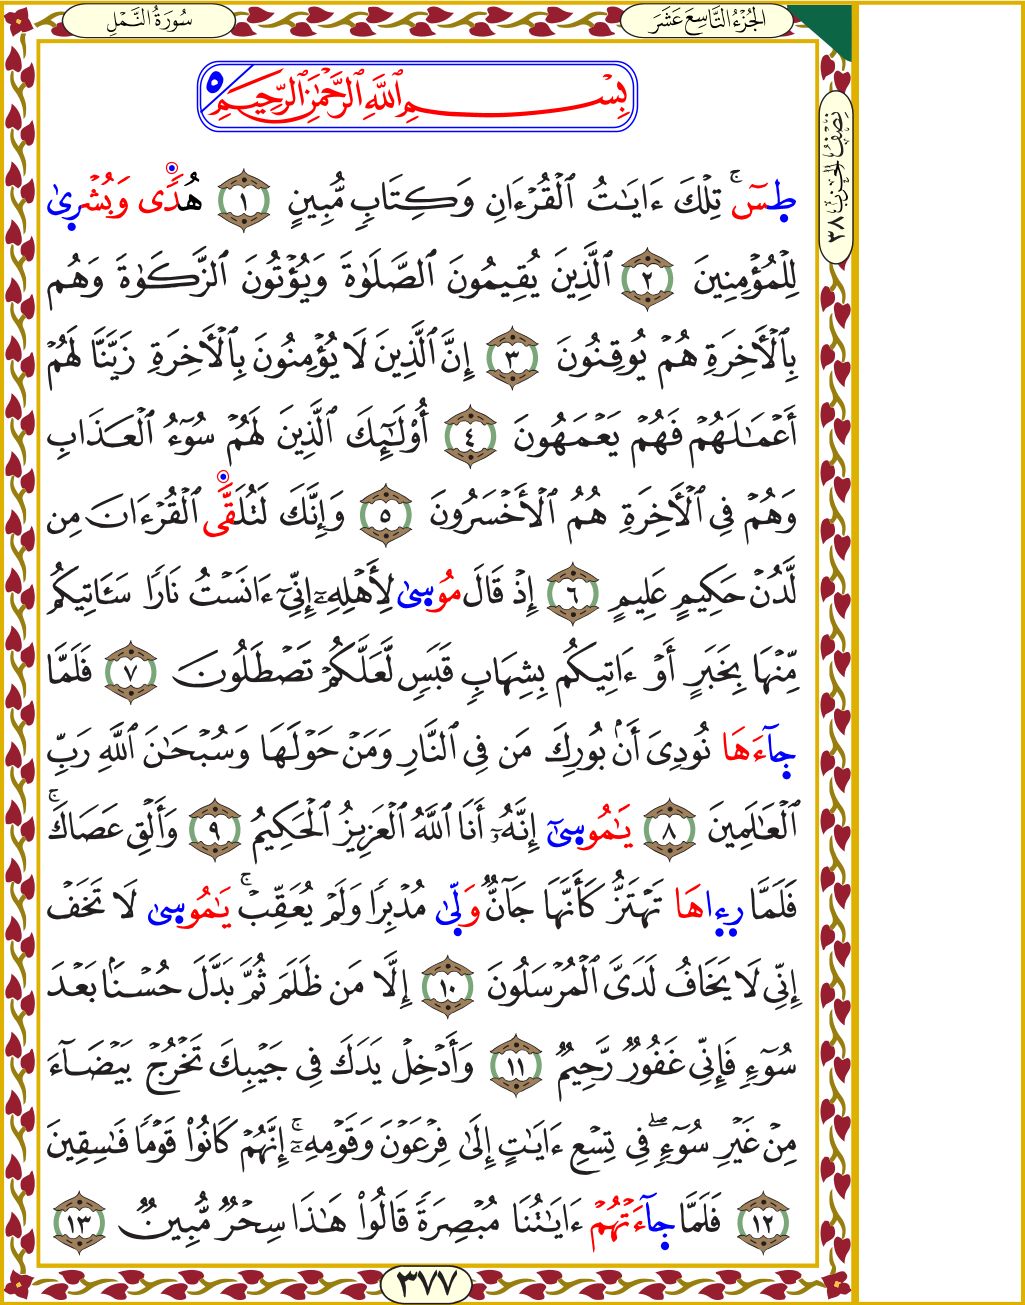 الجُزْءُ التَّاسِعَ عَشَرَ
سُورَةُ النَّمْلِ
نِصْفُ الحِزْبِ ٣٨
بِسْمِ ٱللَّهِ ٱلرَّحْمَٰنِ ٱلرَّحِيمِ ٥
طسٓۚ تِلْكَ ءَايَـٰتُ ٱلْقُرْءَانِ وَكِتَابٍ مُّبِينٍ ١ هُدًى وَبُشْرِىٰ
لِلْمُؤْمِنِينَ ٢ ٱلَّذِينَ يُقِيمُونَ ٱلصَّلَوٰةَ وَيُؤْتُونَ ٱلزَّكَوٰةَ وَهُم
بِٱلْأَخِرَةِ هُمْ يُوقِنُونَ ٣ إِنَّ ٱلَّذِينَ لَا يُؤْمِنُونَ بِٱلْأَخِرَةِ زَيَّنَّا لَهُمْ
أَعْمَـٰلَهُمْ فَهُمْ يَعْمَهُونَ ٤ أُو۟لَـٰٓئِكَ ٱلَّذِينَ لَهُمْ سُوٓءُ ٱلْعَذَابِ
وَهُمْ فِى ٱلْأَخِرَةِ هُمُ ٱلْأَخْسَرُونَ ٥ وَإِنَّكَ لَتُلَقَّى ٱلْقُرْءَانَ مِن
لَّدُنْ حَكِيمٍ عَلِيمٍ ٦ إِذْ قَالَ مُوسِىٰ لِأَهْلِهِۦٓ إِنِّىٓ ءَانَسْتُ نَارًا سَـَٔاتِيكُم
مِّنْهَا بِخَبَرٍ أَوْ ءَاتِيكُم بِشِهَابٍ قَبَسٍ لَّعَلَّكُمْ تَصْطَلُونَ ٧ فَلَمَّا
جِآءَهَا نُودِىَ أَنۢ بُورِكَ مَن فِى ٱلنَّارِ وَمَنْ حَوْلَهَا وَسُبْحَـٰنَ ٱللَّهِ رَبِّ
ٱلْعَـٰلَمِينَ ٨ يَـٰمُوسِىٰٓ إِنَّهُۥٓ أَنَا ٱللَّهُ ٱلْعَزِيزُ ٱلْحَكِيمُ ٩ وَأَلْقِ عَصَاكَۚ
فَلَمَّا رِءِاهَا تَهْتَزُّ كَأَنَّهَا جَآنٌّ وَلِّىٰ مُدْبِرًا وَلَمْ يُعَقِّبْۚ يَـٰمُوسِىٰ لَا تَخَفْ
إِنِّى لَا يَخَافُ لَدَىَّ ٱلْمُرْسَلُونَ ١٠ إِلَّا مَن ظَلَمَ ثُمَّ بَدَّلَ حُسْنًۢا بَعْدَ
سُوٓءٍ فَإِنِّى غَفُورٌ رَّحِيمٌ ١١ وَأَدْخِلْ يَدَكَ فِى جَيْبِكَ تَخْرُجْ بَيْضَآءَ
مِنْ غَيْرِ سُوٓءٍۖ فِى تِسْعِ ءَايَـٰتٍ إِلَىٰ فِرْعَوْنَ وَقَوْمِهِۦٓۚ إِنَّهُمْ كَانُوا۟ قَوْمًا فَـٰسِقِينَ
١٢ فَلَمَّا جِآءَتْهُمْ ءَايَـٰتُنَا مُبْصِرَةً قَالُوا۟ هَـٰذَا سِحْرٌ مُّبِينٌ ١٣
٣٧٧